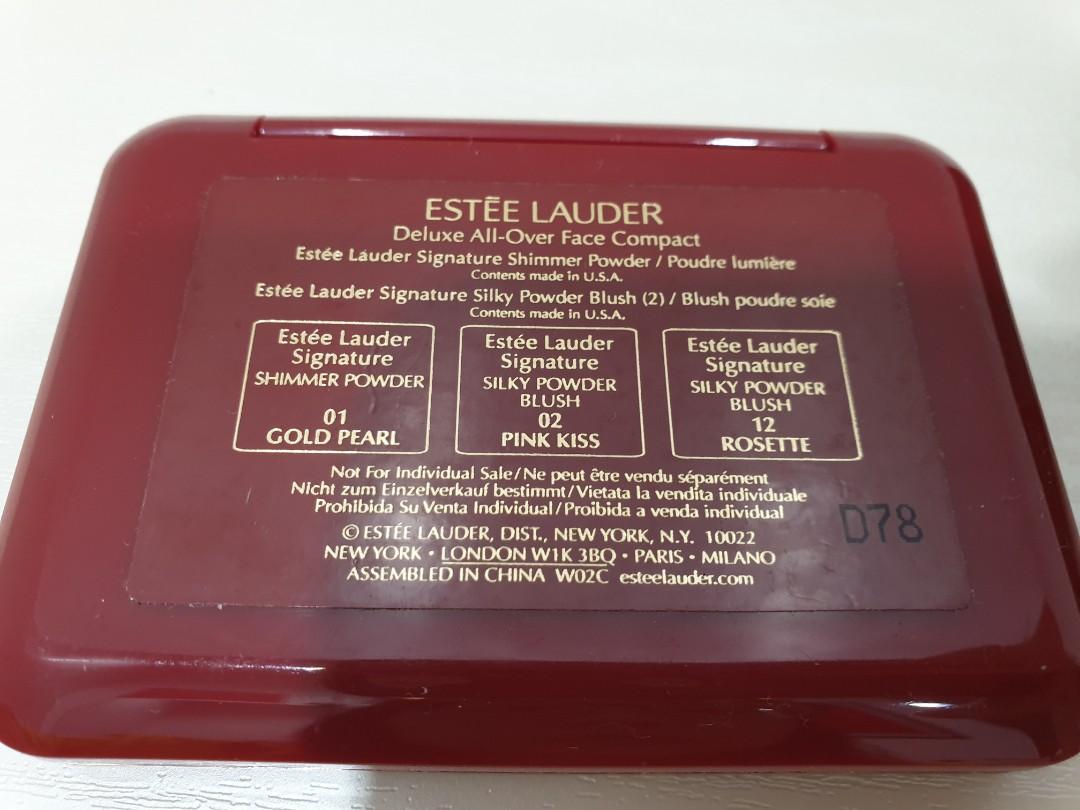 ESTĒE LAUDER
Deluxe All-Over Face Compact
Estée Lauder Signature Shimmer Powder / Poudre lumière
Contents made in U.S.A.
Estée Lauder Signature Silky Powder Blush (2) / Blush poudre soie
Contents made in U.S.A.
Estée Lauder
Signature
SHIMMER POWDER
01
GOLD PEARL
Estée Lauder
Signature
SILKY POWDER
BLUSH
02
PINK KISS
Estée Lauder
Signature
SILKY POWDER
BLUSH
12
ROSETTE
Not For Individual Sale/Ne peut être vendu séparément
Nicht zum Einzelverkauf bestimmt/Vietata la vendita individuale
Prohibida Su Venta Individual/Proibida a venda individual
D78
© ESTÉE LAUDER, DIST., NEW YORK, N.Y. 10022
NEW YORK • LONDON W1K 3BQ • PARIS • MILANO
ASSEMBLED IN CHINA W02C esteelauder.com